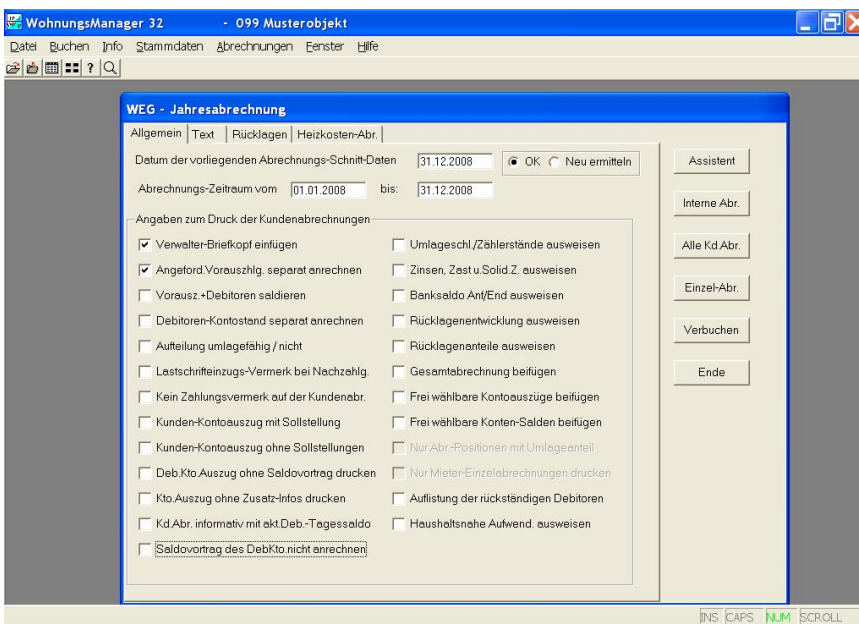 WohnungsManager 32 - 099 Musterobjekt
Datei Buchen Info Stammdaten Abrechnungen Fenster Hilfe
WEG - Jahresabrechnung
Allgemein Text Rücklagen Heizkosten-Abr.
Datum der vorliegenden Abrechnungs-Schnitt-Daten 31.12.2008 OK Neu ermitteln
Abrechnungs-Zeitraum vom 01.01.2008 bis: 31.12.2008
Angaben zum Druck der Kundenabrechnungen
Verwalter-Briefkopf einfügen
Angeford.Vorauszhlg. separat anrechnen
Vorausz.+Debitoren saldieren
Debitoren-Kontostand separat anrechnen
Aufteilung umlagefähig / nicht
Lastschrifteinzugs-Vermerk bei Nachzahlg.
Kein Zahlungsvermerk auf der Kundenabr.
Kunden-Kontoauszug mit Sollstellung
Kunden-Kontoauszug ohne Sollstellungen
Deb.Kto.Auszug ohne Saldovortrag drucken
Kto.Auszug ohne Zusatz-Infos drucken
Kd.Abr. informativ mit akt.Deb.-Tagessaldo
Saldovortrag des DebKto.nicht anrechnen
Umlageschl./Zählerstände ausweisen
Zinsen, Zast u.Solid.Z. ausweisen
Banksaldo Anf/End ausweisen
Rücklagenentwicklung ausweisen
Rücklagenanteile ausweisen
Gesamtabrechnung beifügen
Frei wählbare Kontoauszüge beifügen
Frei wählbare Konten-Salden beifügen
Nur Abr.-Positionen mit Umlageanteil
Nur Mieter-Einzelabrechnungen drucken
Auflistung der rückständigen Debitoren
Haushaltsnahe Aufwend. ausweisen
Assistent
Interne Abr.
Alle Kd.Abr.
Einzel-Abr.
Verbuchen
Ende
INS CAPS NUM SCROLL